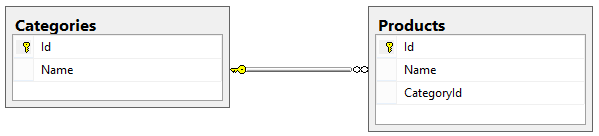 Categories
Id
Name
Products
Id
Name
CategoryId